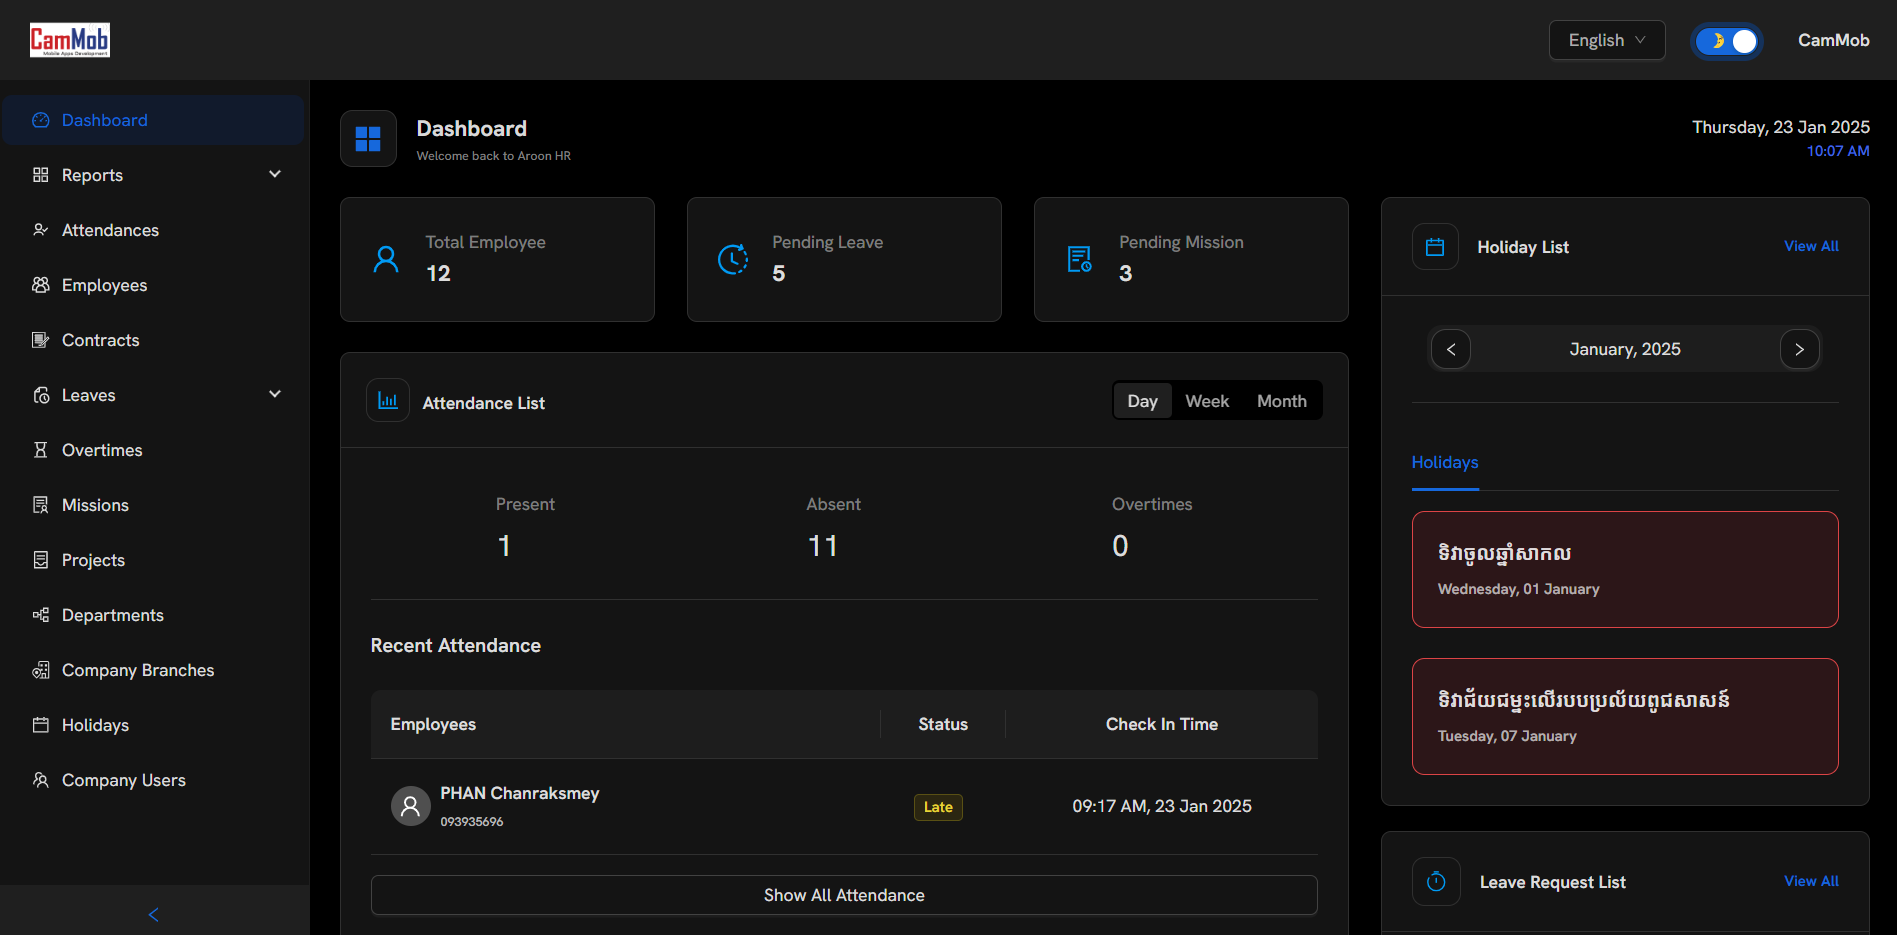 CamMob
Mobile Apps Development
English
CamMob
Dashboard
Reports
Attendances
Employees
Contracts
Leaves
Overtimes
Missions
Projects
Departments
Company Branches
Holidays
Company Users
Dashboard
Welcome back to Aroon HR
Thursday, 23 Jan 2025
10:07 AM
Total Employee
12
Pending Leave
5
Pending Mission
3
Attendance List
Day Week Month
Present Absent Overtimes
1 11 0
Recent Attendance
Employees Status Check In Time
PHAN Chanraksmey
093935696
Late
09:17 AM, 23 Jan 2025
Show All Attendance
Holiday List
View All
January, 2025
Holidays
ទិវាចូលឆ្នាំសាកល
Wednesday, 01 January
ទិវាជ័យជម្នះលើរបបប្រល័យពូជសាសន៍
Tuesday, 07 January
Leave Request List
View All